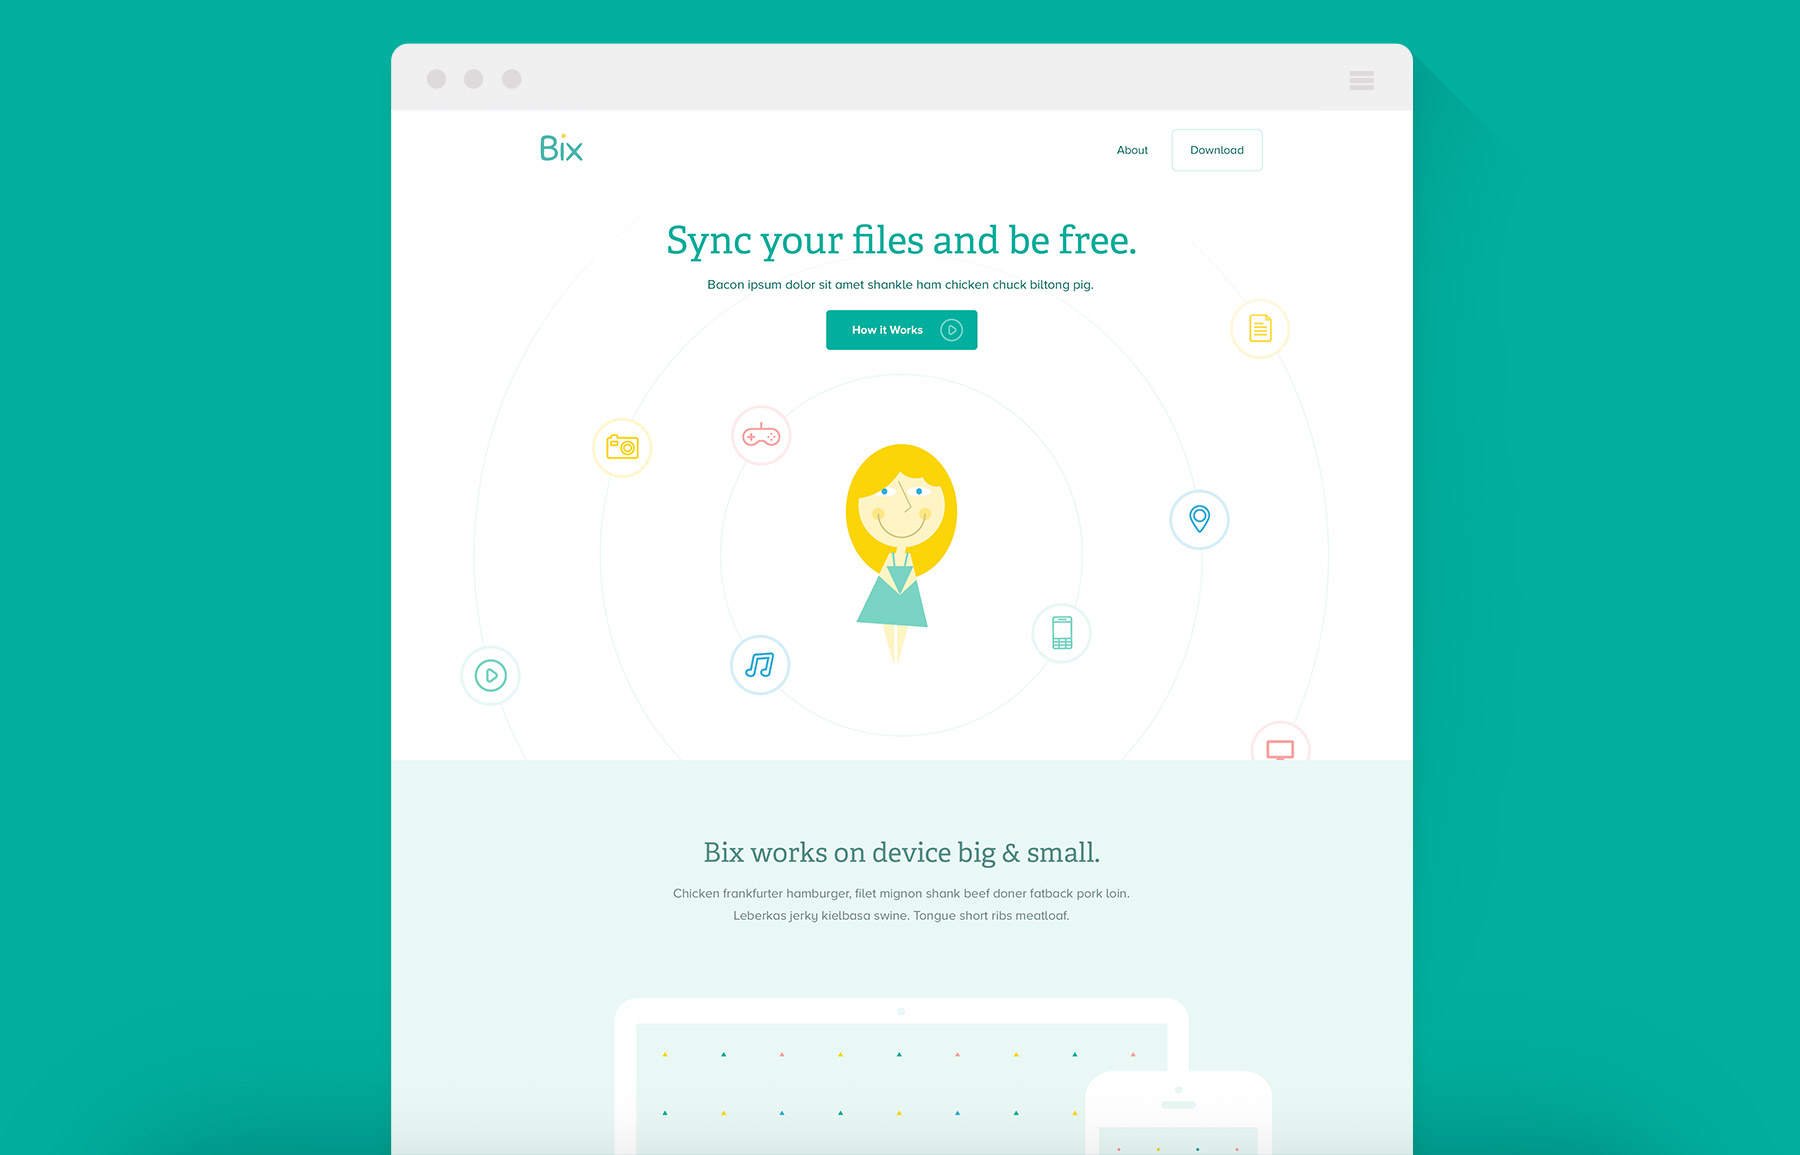 Bix
About
Download
Sync your files and be free.
Bacon ipsum dolor sit amet shankle ham chicken chuck biltong pig.
How it Works
Bix works on device big & small.
Chicken frankfurter hamburger, filet mignon shank beef doner fatback pork loin.
Leberkas jerky kielbasa swine. Tongue short ribs meatloaf.